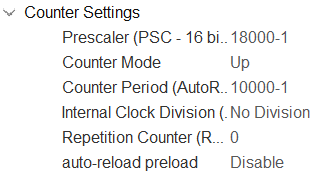 Counter Settings
Prescaler (PSC - 16 bi... 18000-1
Counter Mode Up
Counter Period (AutoR... 10000-1
Internal Clock Division (... No Division
Repetition Counter (R... 0
auto-reload preload Disable